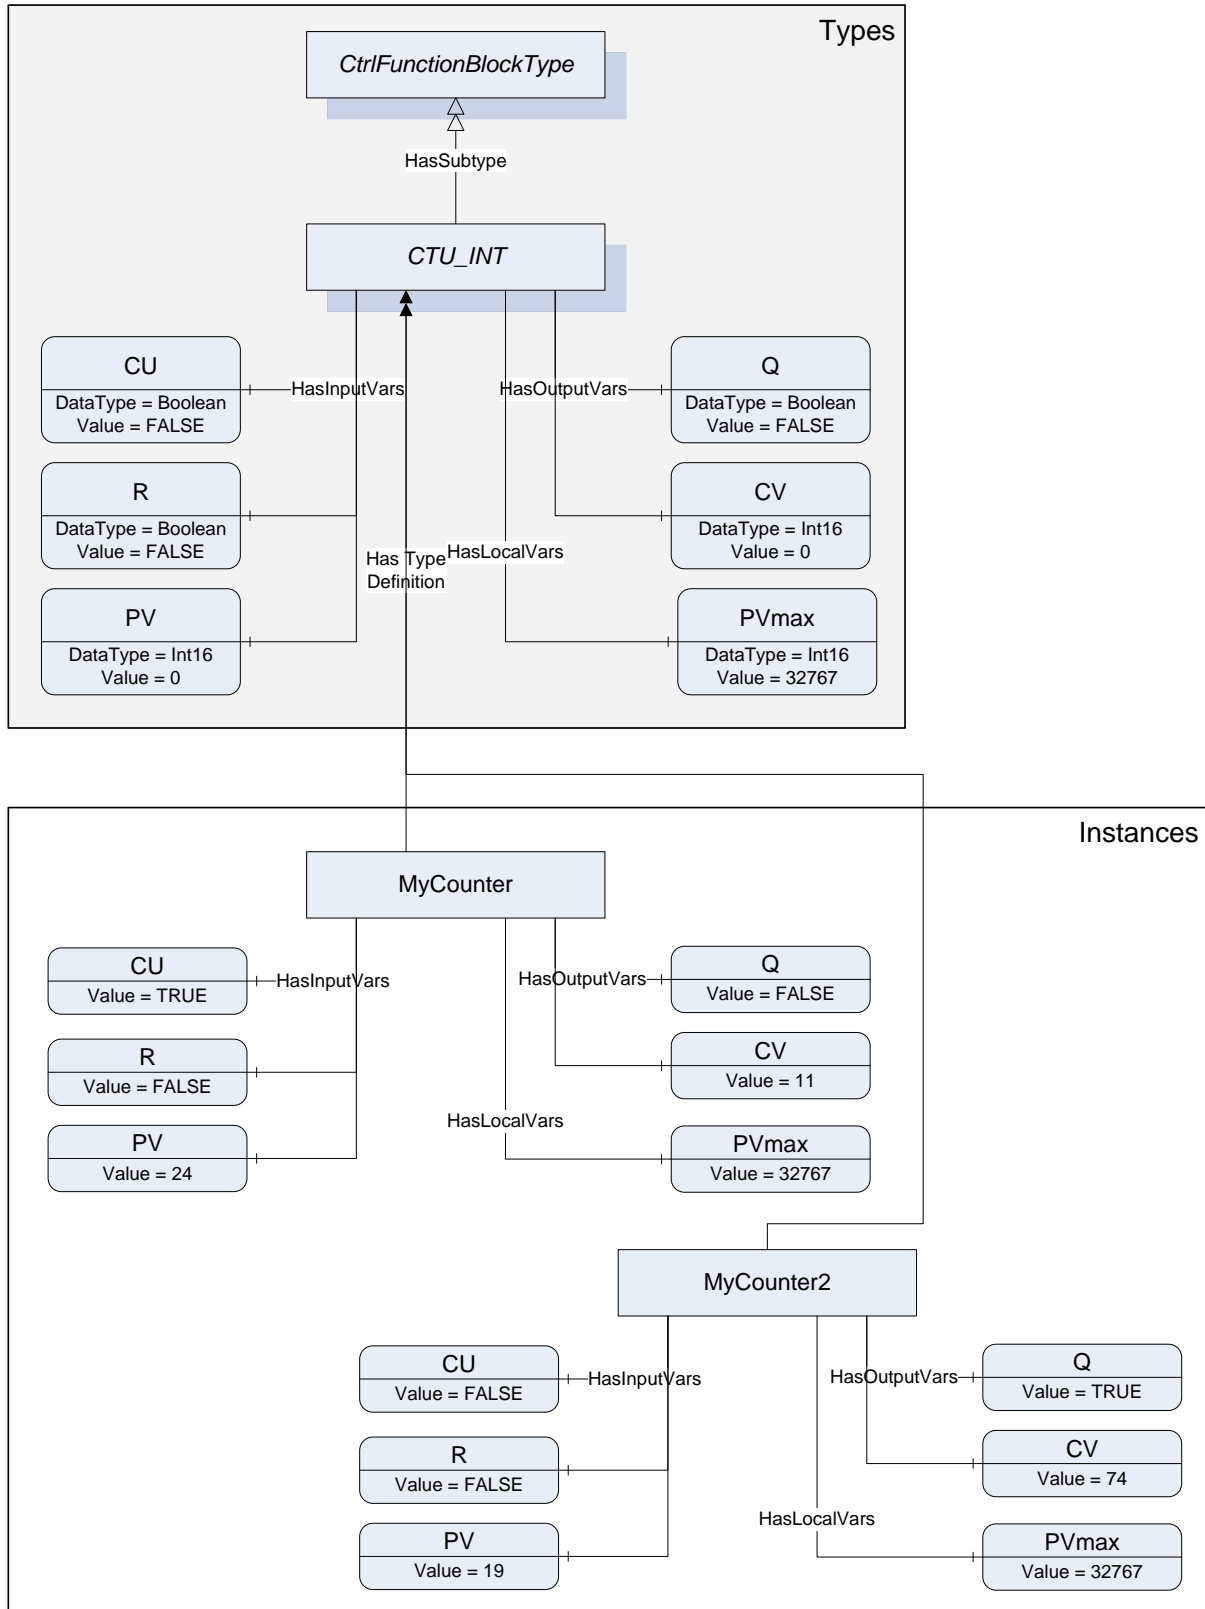 Types
CtrlFunctionBlockType
HasSubtype
CTU_INT
CU
DataType = Boolean
Value = FALSE
HasInputVars
HasOutputVars
Q
DataType = Boolean
Value = FALSE
R
DataType = Boolean
Value = FALSE
Has Type
Definition
HasLocalVars
CV
DataType = Int16
Value = 0
PV
DataType = Int16
Value = 0
PVmax
DataType = Int16
Value = 32767
Instances
MyCounter
CU
Value = TRUE
HasInputVars
HasOutputVars
Q
Value = FALSE
R
Value = FALSE
CV
Value = 11
HasLocalVars
PV
Value = 24
PVmax
Value = 32767
MyCounter2
CU
Value = FALSE
HasInputVars
HasOutputVars
Q
Value = TRUE
R
Value = FALSE
CV
Value = 74
HasLocalVars
PV
Value = 19
PVmax
Value = 32767